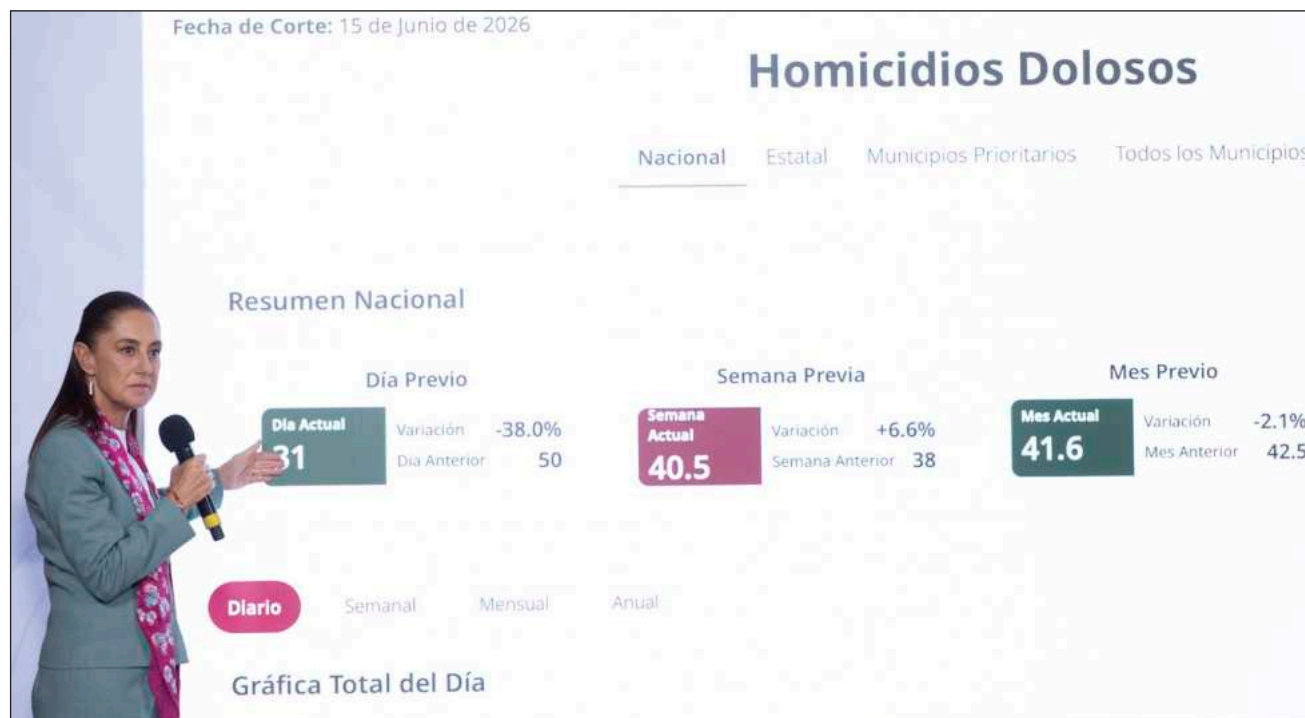 Fecha de Corte: 15 de Junio de 2026
Homicidios Dolosos
Nacional Estatal Municipios Prioritarios Todos los Municipios
Resumen Nacional
Día Previo
Día Actual
31
Variación -38.0%
Dia Anterior 50
Semana Previa
Semana
Actual
40.5
Variación +6.6%
Semana Anterior 38
Mes Previo
Mes Actual
41.6
Variación -2.1%
Mes Anterior 42.5
Diario Semanal Mensual Anual
Gráfica Total del Día